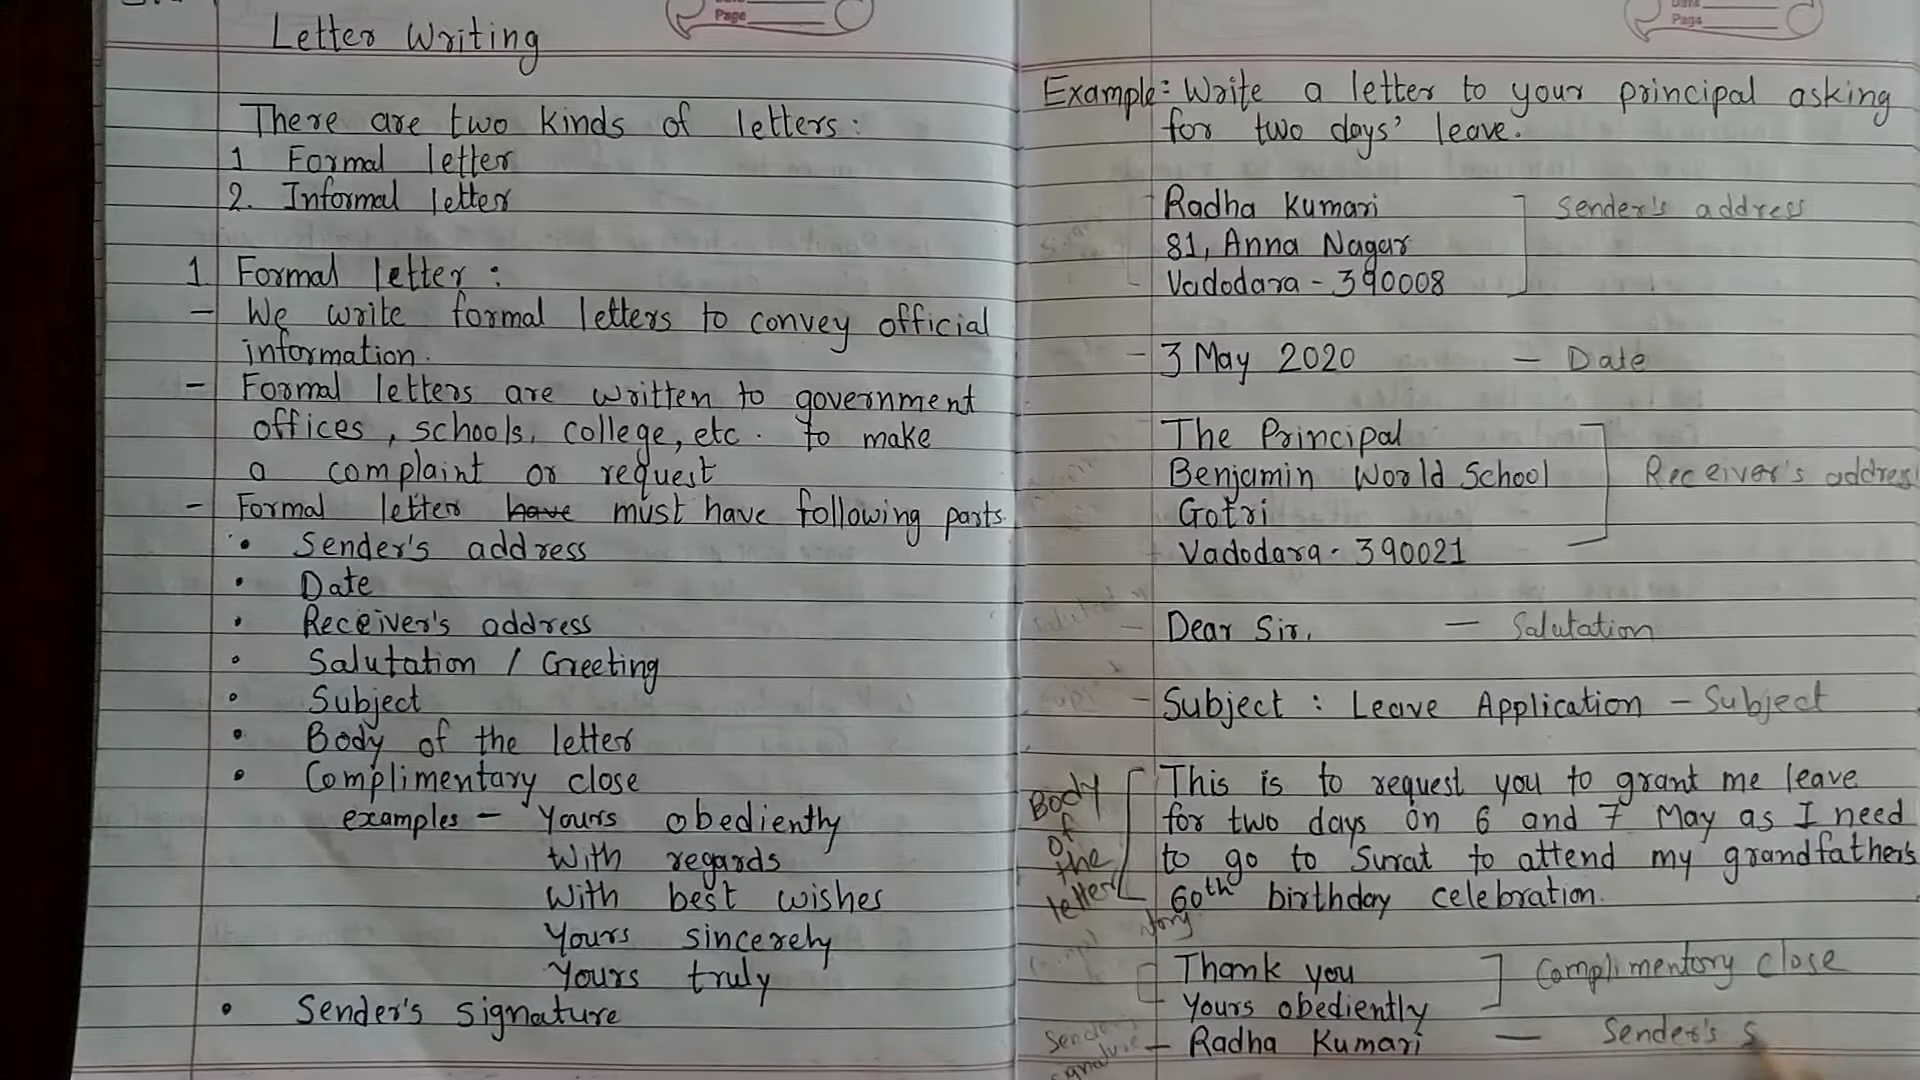 Page
Letter Writing
There are two kinds of letters:
1 Formal letter
2. Informal letter
1 Formal letter :
- We write formal letters to convey official
information.
- Formal letters are written to government
offices, schools, college, etc. to make
a complaint or request
- Formal letter have must have following parts.
• Sender's address
• Date
• Receiver's address
• Salutation / Greeting
• Subject
• Body of the letter
• Complimentary close
examples - Yours obediently
With regards
With best wishes
Yours sincerely
Yours truly
• Sender's signature
Page
Example: Write a letter to your principal asking
for two days' leave.
Radha Kumari Sender's address
81, Anna Nagar
Vadodara - 390008
- 3 May 2020 - Date
The Principal
Benjamin World School Receiver's address
Gotri
Vadodara - 390021
Dear Sir, - Salutation
- Subject : Leave Application - Subject
Body of the letter
This is to request you to grant me leave
for two days on 6 and 7 May as I need
to go to Surat to attend my grandfather's
60th birthday celebration.
Thank you Complimentory close
Yours obediently
- Radha Kumari - Sender's S